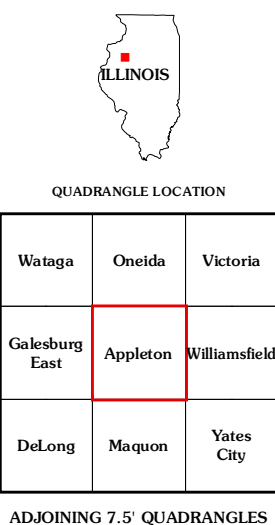 ILLINOIS
QUADRANGLE LOCATION
Wataga
Oneida
Victoria
Galesburg
East
Appleton
Williamsfield
DeLong
Maquon
Yates
City
ADJOINING 7.5' QUADRANGLES